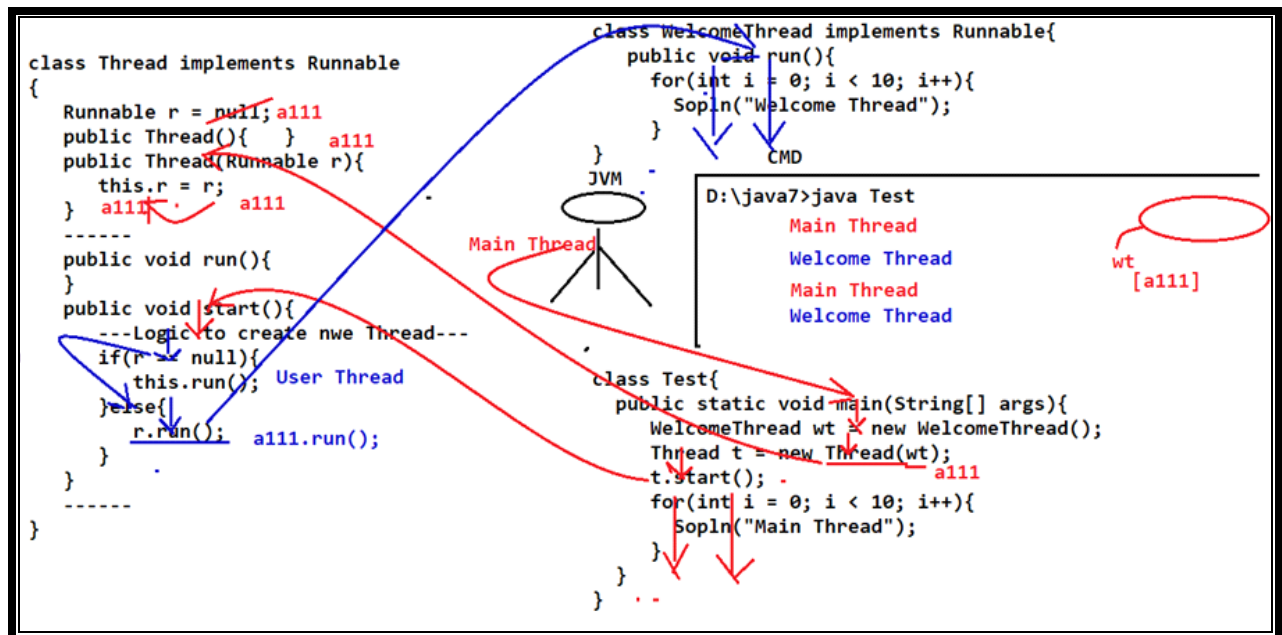 class Thread implements Runnable
{
Runnable r = null; a111
public Thread(){ } a111
public Thread(Runnable r){
this.r = r;
} a111 a111
------
public void run(){
}
public void start(){
---Logic to create nwe Thread---
if(r == null){
this.run(); User Thread
}else{
r.run(); a111.run();
}
}
------
}
class WelcomeThread implements Runnable{
public void run(){
for(int i = 0; i < 10; i++){
Sopln("Welcome Thread");
}
}
JVM
Main Thread
CMD
D:\java7>java Test
Main Thread
Welcome Thread
Main Thread
Welcome Thread
wt
[a111]
class Test{
public static void main(String[] args){
WelcomeThread wt = new WelcomeThread();
Thread t = new Thread(wt);
a111
t.start();
for(int i = 0; i < 10; i++){
Sopln("Main Thread");
}
}
}